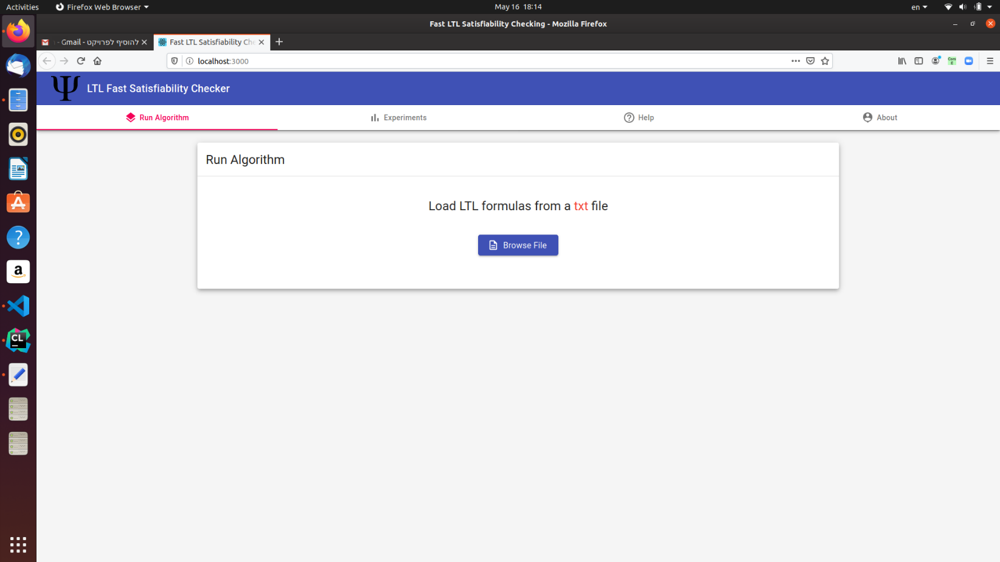 Activities
Firefox Web Browser
May 16 18:14
en
Fast LTL Satisfiability Checking - Mozilla Firefox
להוסיף לפרויקט - Gmail -
Fast LTL Satisfiability Che
localhost:3000
Cors
E
Ψ LTL Fast Satisfiability Checker
Run Algorithm
Experiments
Help
About
Run Algorithm
Load LTL formulas from a txt file
Browse File
a
CL